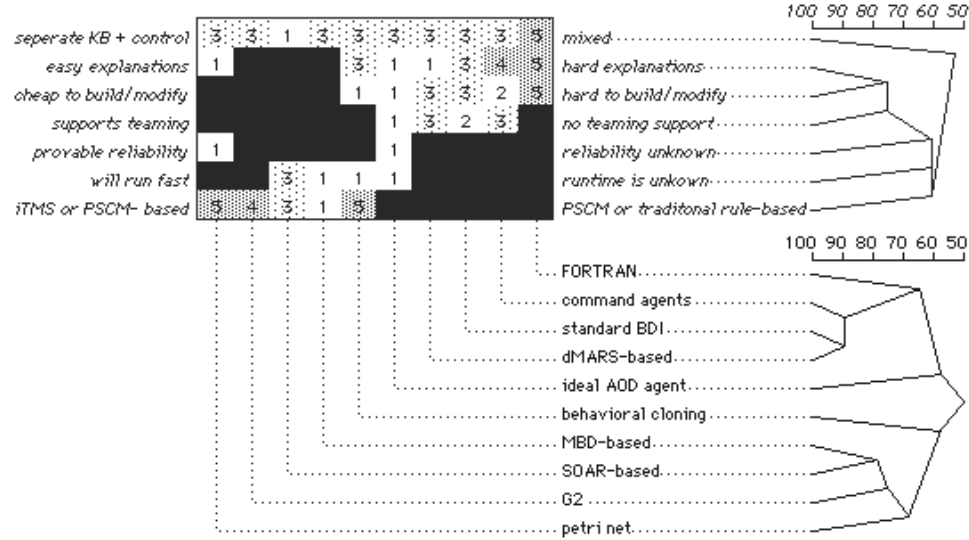 100 90 80 70 60 50
seperate KB + control 3 3 1 3 3 3 3 3 3 5 mixed
easy explanations 1 3 1 1 3 4 5 hard explanations
cheap to build/modify 1 1 3 3 2 5 hard to build/modify
supports teaming 1 3 2 3 no teaming support
provable reliability 1 1 reliability unknown
will run fast 3 1 1 1 runtime is unkown
iTMS or PSCM- based 5 4 3 1 5 PSCM or traditonal rule-based
100 90 80 70 60 50
FORTRAN
command agents
standard BDI
dMARS-based
ideal AOD agent
behavioral cloning
MBD-based
SOAR-based
G2
petri net